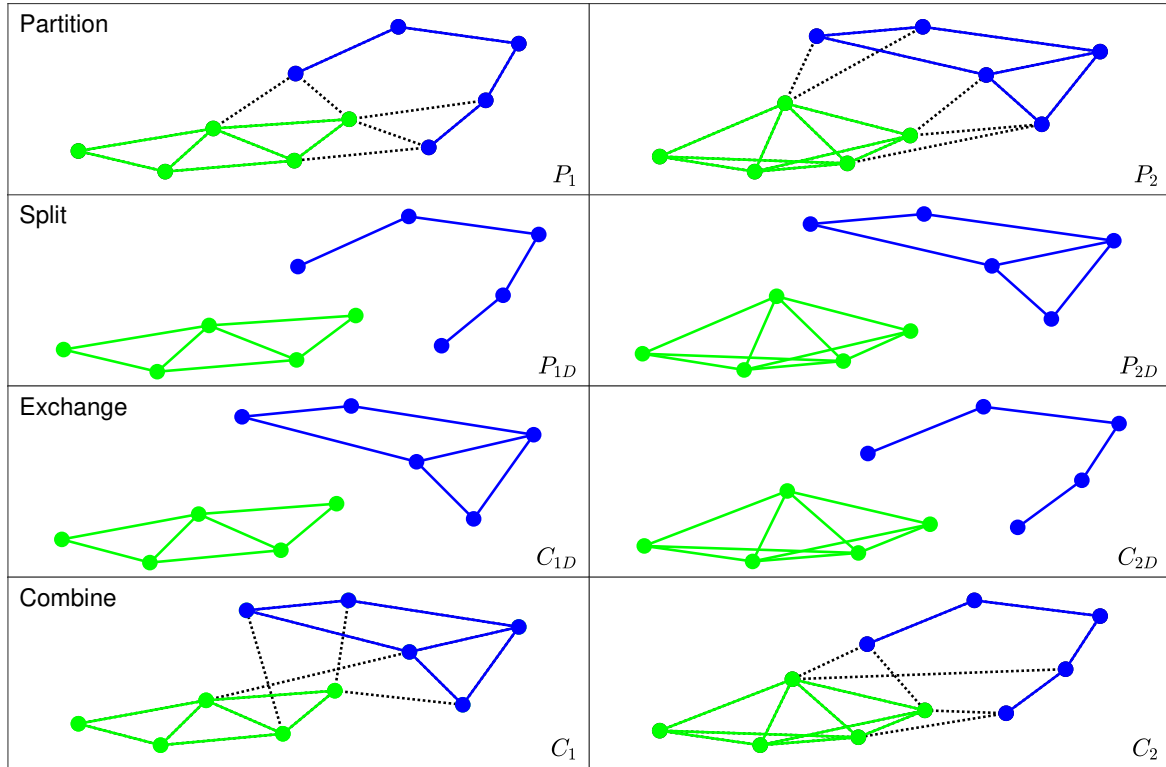 Partition
P₁
P₂
Split
P₁D
P₂D
Exchange
C₁D
C₂D
Combine
C₁
C₂